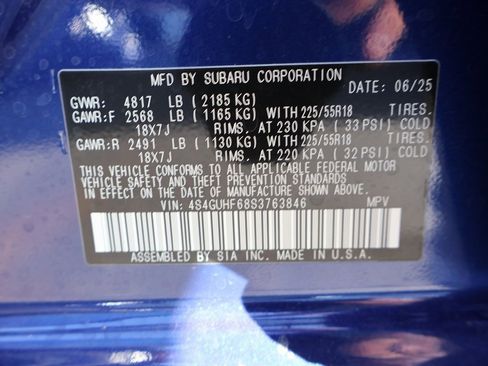 MFD BY SUBARU CORPORATION
DATE: 06/25
GVWR: 4817 LB ( 2185 KG)
GAWR:F 2568 LB ( 1165 KG) WITH 225/55R18 TIRES.
18X7J RIMS. AT 230 KPA ( 33 PSI) COLD
GAWR:R 2491 LB ( 1130 KG) WITH 225/55R18 TIRES.
18X7J RIMS. AT 220 KPA ( 32 PSI) COLD
THIS VEHICLE CONFORMS TO ALL APPLICABLE FEDERAL MOTOR
VEHICLE SAFETY AND THEFT PREVENTION STANDARDS
IN EFFECT ON THE DATE OF MANUFACTURE SHOWN ABOVE.
VIN: 4S4GUHF68S3763846 MPV
ASSEMBLED BY SIA INC. MADE IN U.S.A.